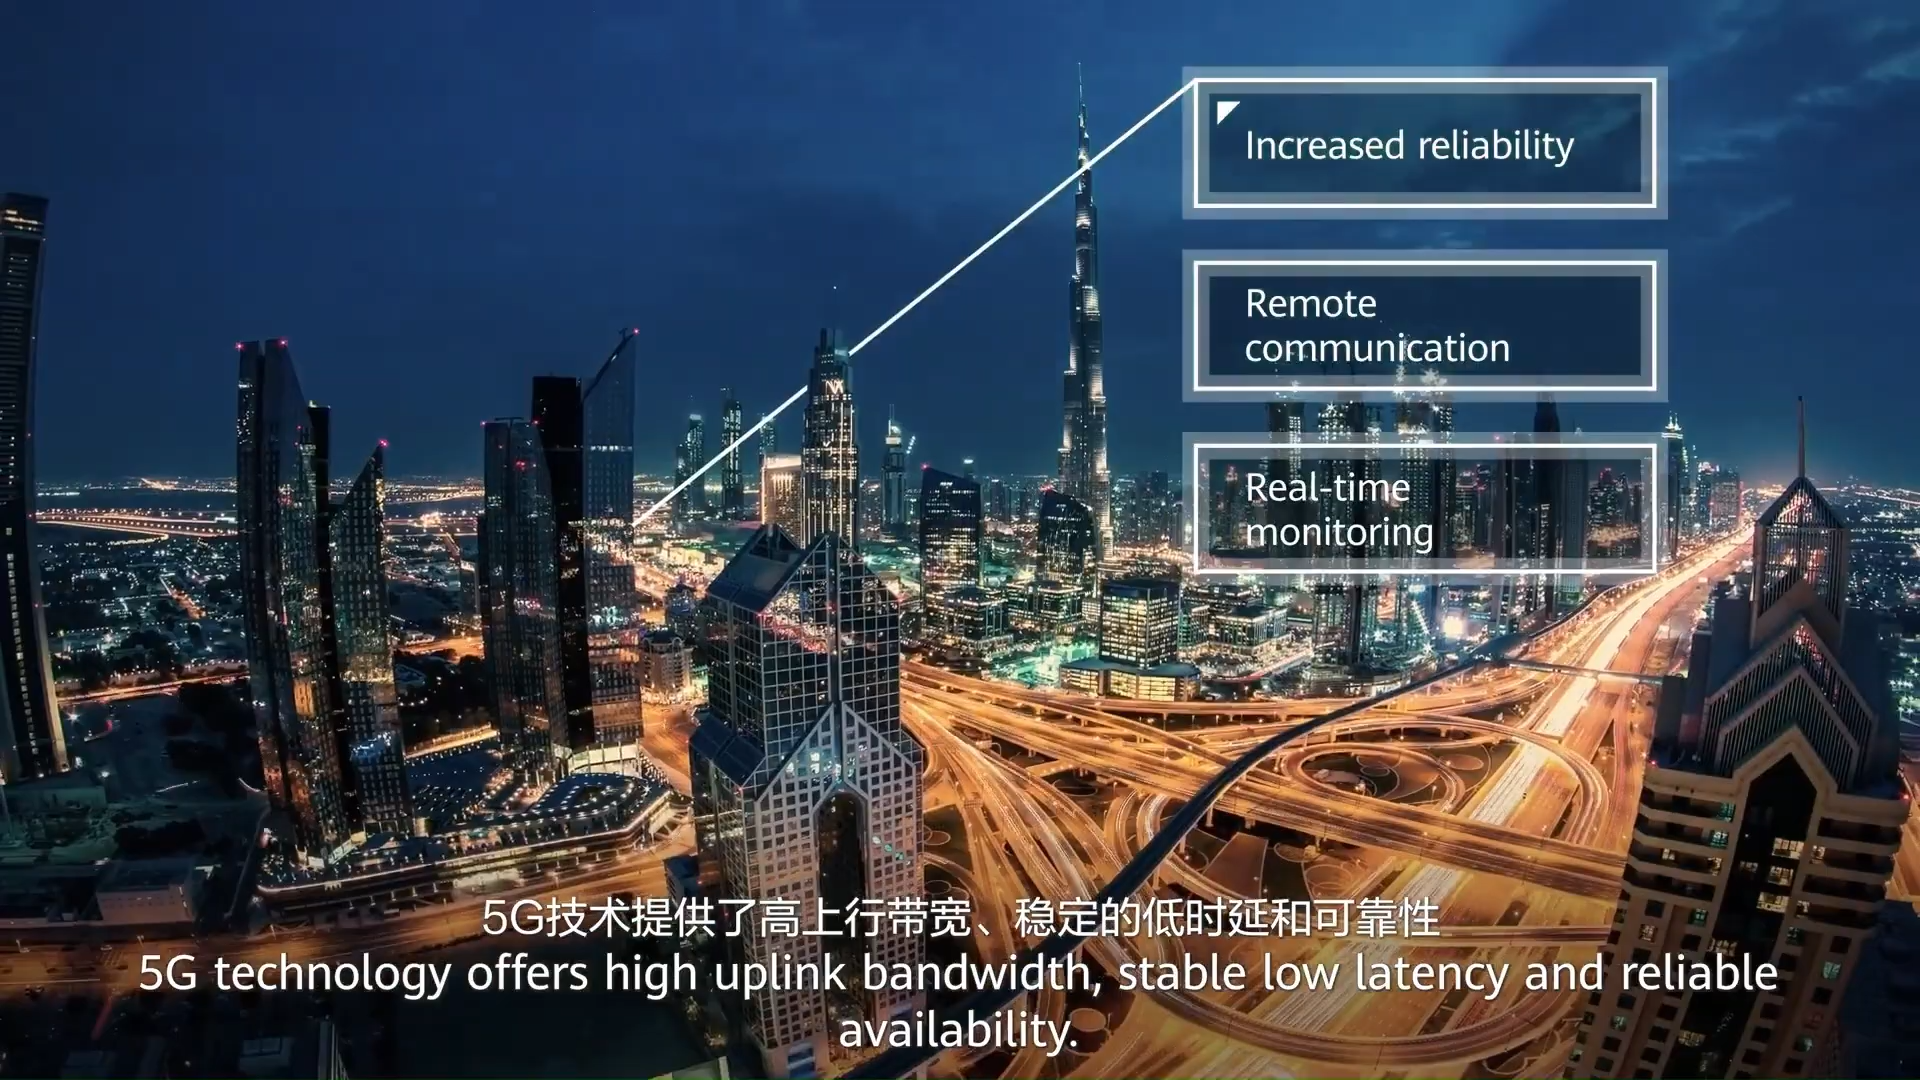 Increased reliability
Remote
communication
Real-time
monitoring
5G技术提供了高上行带宽、稳定的低时延和可靠性
5G technology offers high uplink bandwidth, stable low latency and reliable
availability.